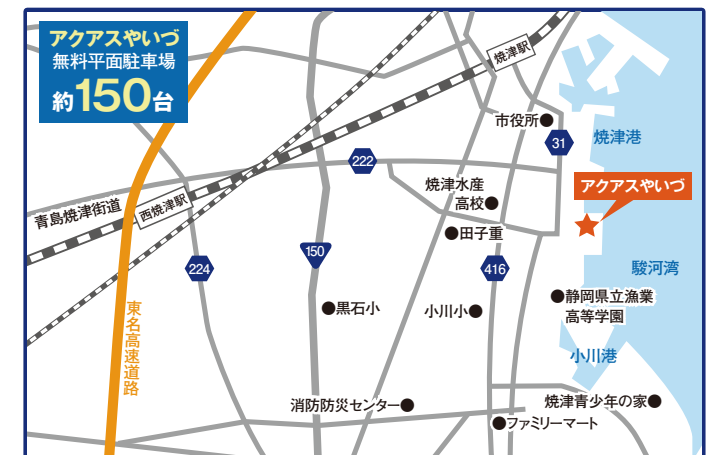 アクアスやいづ
無料平面駐車場
約150台
焼津駅
市役所
31
焼津港
222
焼津水産
高校
アクアスやいづ
青島焼津街道
西焼津駅
田子重
150
224
416
駿河湾
東名高速道路
黒石小
小川小
静岡県立漁業
高等学園
小川港
消防防災センター
焼津青少年の家
ファミリーマート